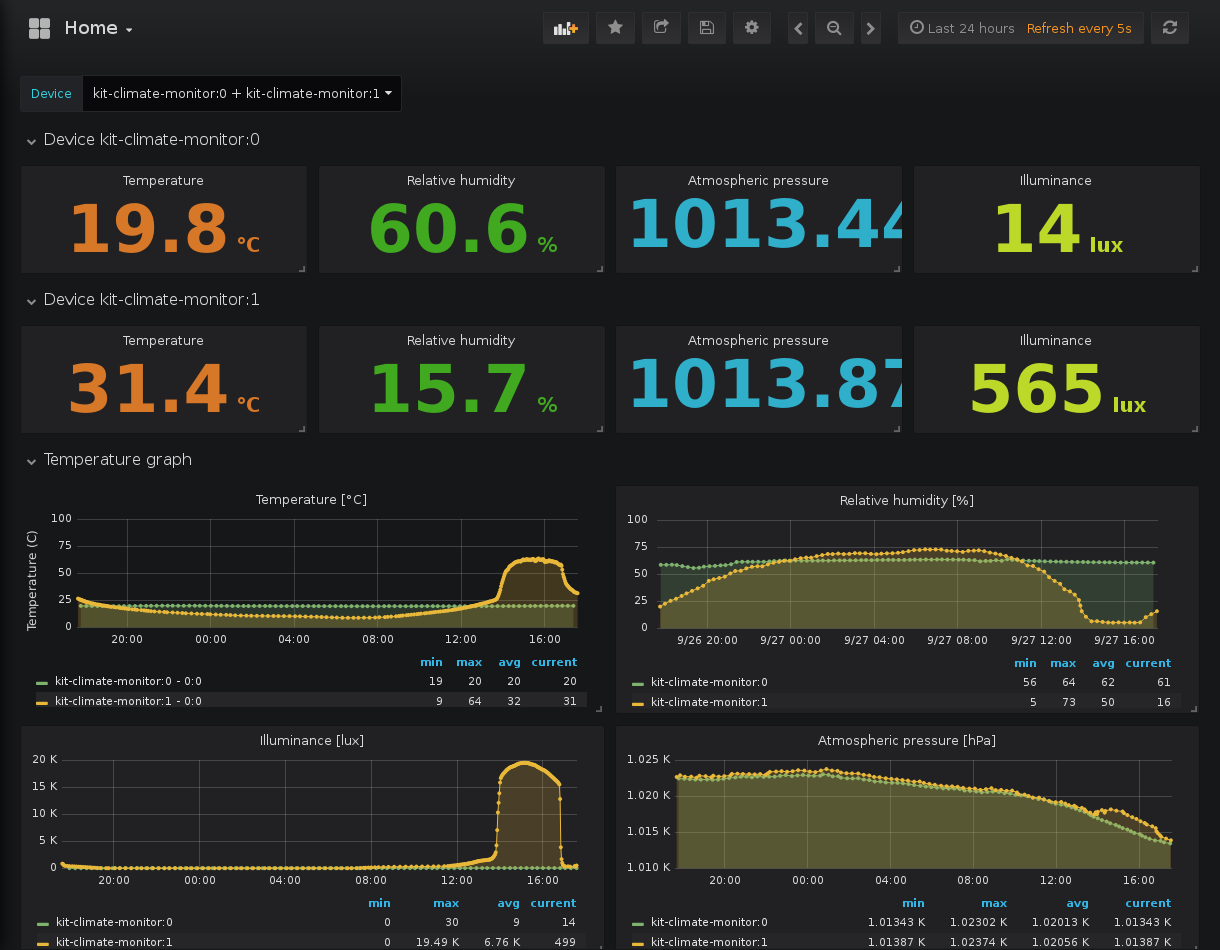 Home
Last 24 hours Refresh every 5s
Device kit-climate-monitor:0 + kit-climate-monitor:1
Device kit-climate-monitor:0
Temperature Relative humidity Atmospheric pressure Illuminance
19.8 °C 60.6 % 1013.44 14 lux
Device kit-climate-monitor:1
Temperature Relative humidity Atmospheric pressure Illuminance
31.4 °C 15.7 % 1013.87 565 lux
Temperature graph
Temperature [°C]
Temperature (C)
100
75
50
25
0
20:00 00:00 04:00 08:00 12:00 16:00
min max avg current
kit-climate-monitor:0 - 0:0 19 20 20 20
kit-climate-monitor:1 - 0:0 9 64 32 31
Relative humidity [%]
100
75
50
25
0
9/26 20:00 9/27 00:00 9/27 04:00 9/27 08:00 9/27 12:00 9/27 16:00
min max avg current
kit-climate-monitor:0 56 64 62 61
kit-climate-monitor:1 5 73 50 16
Illuminance [lux]
20 K
15 K
10 K
5 K
0
20:00 00:00 04:00 08:00 12:00 16:00
min max avg current
kit-climate-monitor:0 0 30 9 14
kit-climate-monitor:1 0 19.49 K 6.76 K 499
Atmospheric pressure [hPa]
1.025 K
1.020 K
1.015 K
1.010 K
20:00 00:00 04:00 08:00 12:00 16:00
min max avg current
kit-climate-monitor:0 1.01343 K 1.02302 K 1.02013 K 1.01343 K
kit-climate-monitor:1 1.01387 K 1.02374 K 1.02056 K 1.01387 K